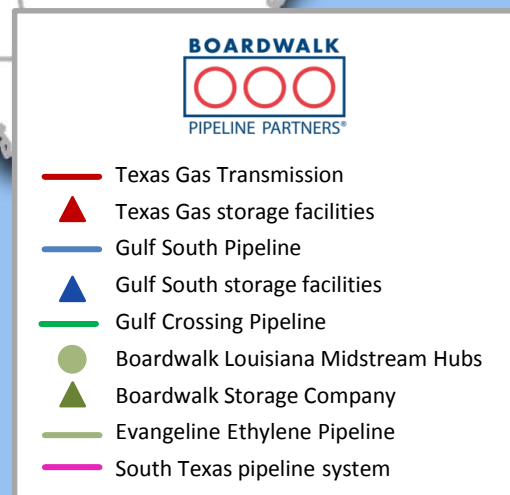 BOARDWALK
PIPELINE PARTNERS®
Texas Gas Transmission
Texas Gas storage facilities
Gulf South Pipeline
Gulf South storage facilities
Gulf Crossing Pipeline
Boardwalk Louisiana Midstream Hubs
Boardwalk Storage Company
Evangeline Ethylene Pipeline
South Texas pipeline system